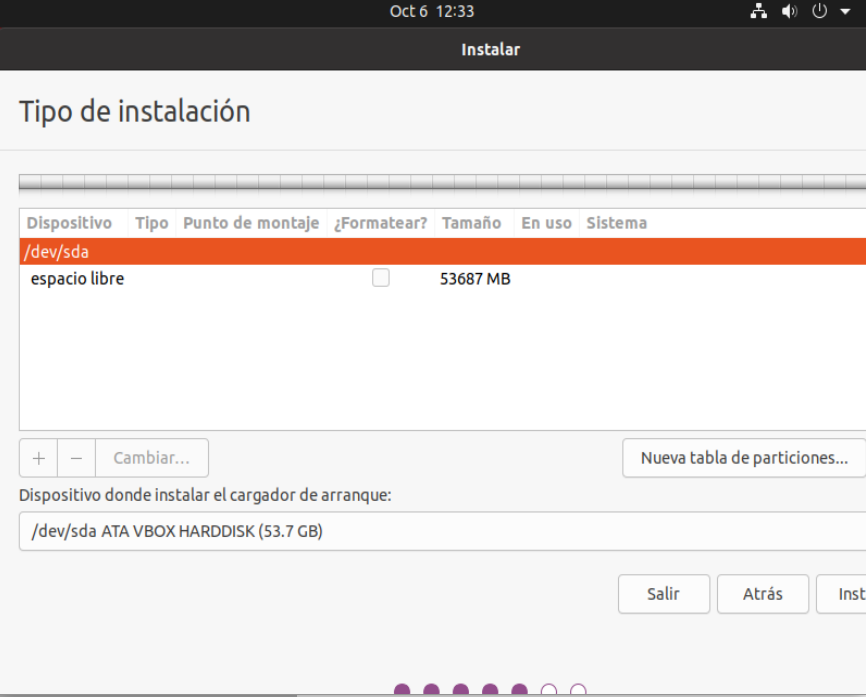 Oct 6 12:33
Instalar
Tipo de instalación
Dispositivo Tipo Punto de montaje ¿Formatear? Tamaño En uso Sistema
/dev/sda
espacio libre 53687 MB
+ − Cambiar... Nueva tabla de particiones...
Dispositivo donde instalar el cargador de arranque:
/dev/sda ATA VBOX HARDDISK (53.7 GB)
Salir Atrás Inst